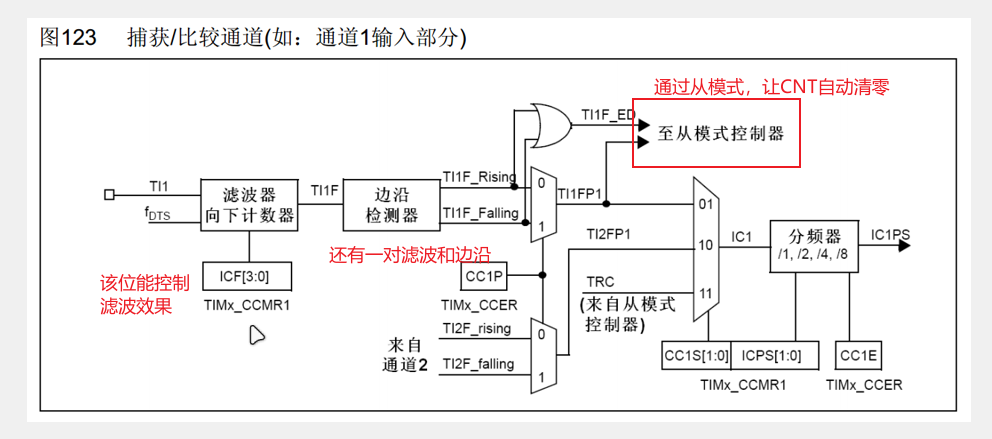 图123 捕获/比较通道(如：通道1输入部分)
通过从模式，让CNT自动清零
TI1F_ED
至从模式控制器
TI1
fDTS
滤波器
向下计数器
TI1F
边沿
检测器
TI1F_Rising
TI1F_Falling
0
1
TI1FP1
01
TI2FP1
10
IC1
分频器
/1, /2, /4, /8
IC1PS
还有一对滤波和边沿
该位能控制
滤波效果
ICF[3:0]
TIMx_CCMR1
CC1P
TIMx_CCER
TRC
11
(来自从模式
控制器)
来自
通道2
TI2F_rising
TI2F_falling
0
1
CC1S[1:0]
ICPS[1:0]
CC1E
TIMx_CCMR1
TIMx_CCER